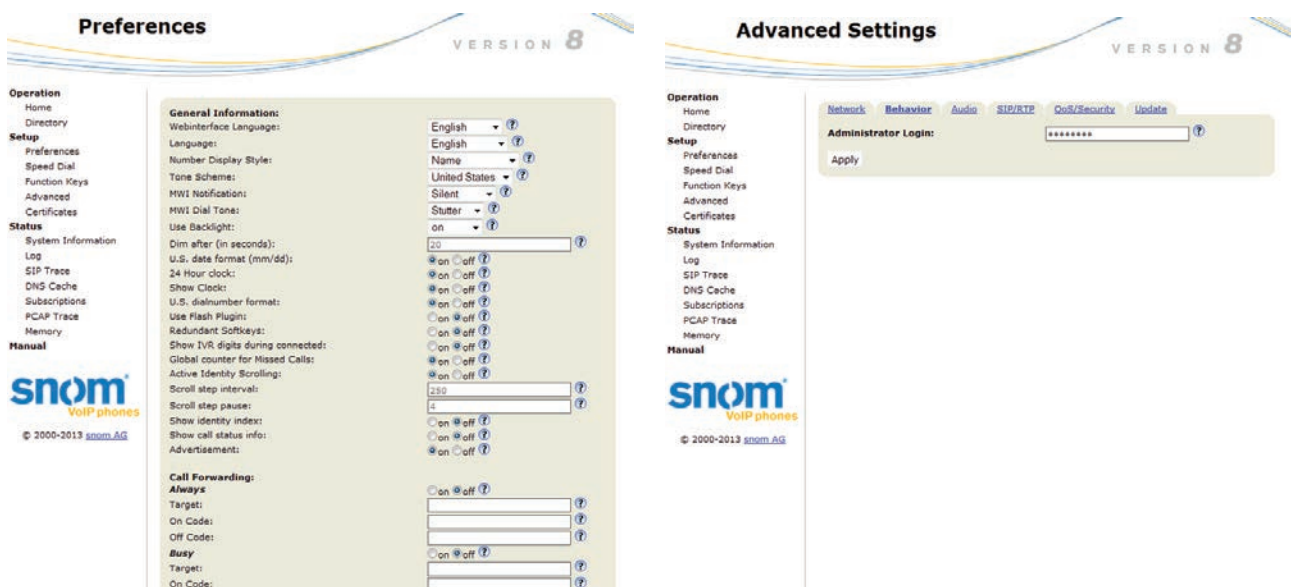 Preferences
VERSION 8
Operation
Home
Directory
Setup
Preferences
Speed Dial
Function Keys
Advanced
Certificates
Status
System Information
Log
SIP Trace
DNS Cache
Subscriptions
PCAP Trace
Memory
Manual
snom
VoIP phones
© 2000-2013 snom AG
General Information:
Webinterface Language: English
Language: English
Number Display Style: Name
Tone Scheme: United States
MWI Notification: Silent
MWI Dial Tone: Stutter
Use Backlight: on
Dim after (in seconds): 20
U.S. date format (mm/dd): on off
24 Hour clock: on off
Show Clock: on off
U.S. dialnumber format: on off
Use Flash Plugin: on off
Redundant Softkeys: on off
Show IVR digits during connected: on off
Global counter for Missed Calls: on off
Active Identity Scrolling: on off
Scroll step interval: 250
Scroll step pause: 4
Show identity index: on off
Show call status info: on off
Advertisement: on off
Call Forwarding:
Always on off
Target:
On Code:
Off Code:
Busy on off
Target:
On Code:
Advanced Settings
VERSION 8
Operation
Home
Directory
Setup
Preferences
Speed Dial
Function Keys
Advanced
Certificates
Status
System Information
Log
SIP Trace
DNS Cache
Subscriptions
PCAP Trace
Memory
Manual
snom
VoIP phones
© 2000-2013 snom AG
Network Behavior Audio SIP/RTP QoS/Security Update
Administrator Login: ********
Apply